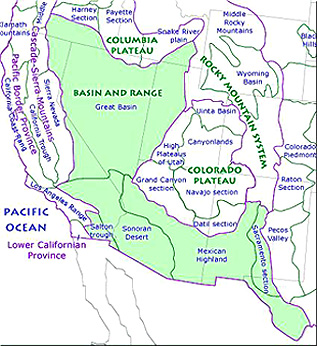 Harney
Section
Payette
Section
Middle
Rocky
Mountains
Klamath
Mountains
COLUMBIA
PLATEAU
Snake River
plain
Black
Hills
Cascade-Sierra Mountains
Pacific Border Province
California Coast Rang
California Trough
Sierra Nevada
ROCKY MOUNTAIN SYSTEM
Wyoming
Basin
BASIN AND RANGE
Great Basin
Uinta Basin
Canyonlands
High
Plateaus of
Utah
Colorado
Piedmont
COLORADO
PLATEAU
Grand Canyon
section
Navajo section
Raton
Section
Los Angeles Range
PACIFIC
OCEAN
Datil section
Salton
trough
Sonoran
Desert
Mexican
Highland
Sacramento section
Pecos
Valley
Lower Californian
Province